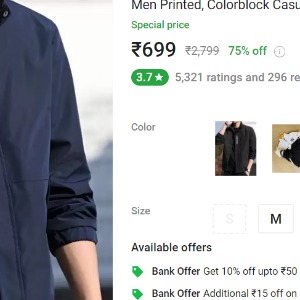 Men Printed, Colorblock Casu
Special price
₹699 ₹2,799 75% off
3.7★ 5,321 ratings and 296 re
Color
Size S M
Available offers
Bank Offer Get 10% off upto ₹50
Bank Offer Additional ₹15 off on